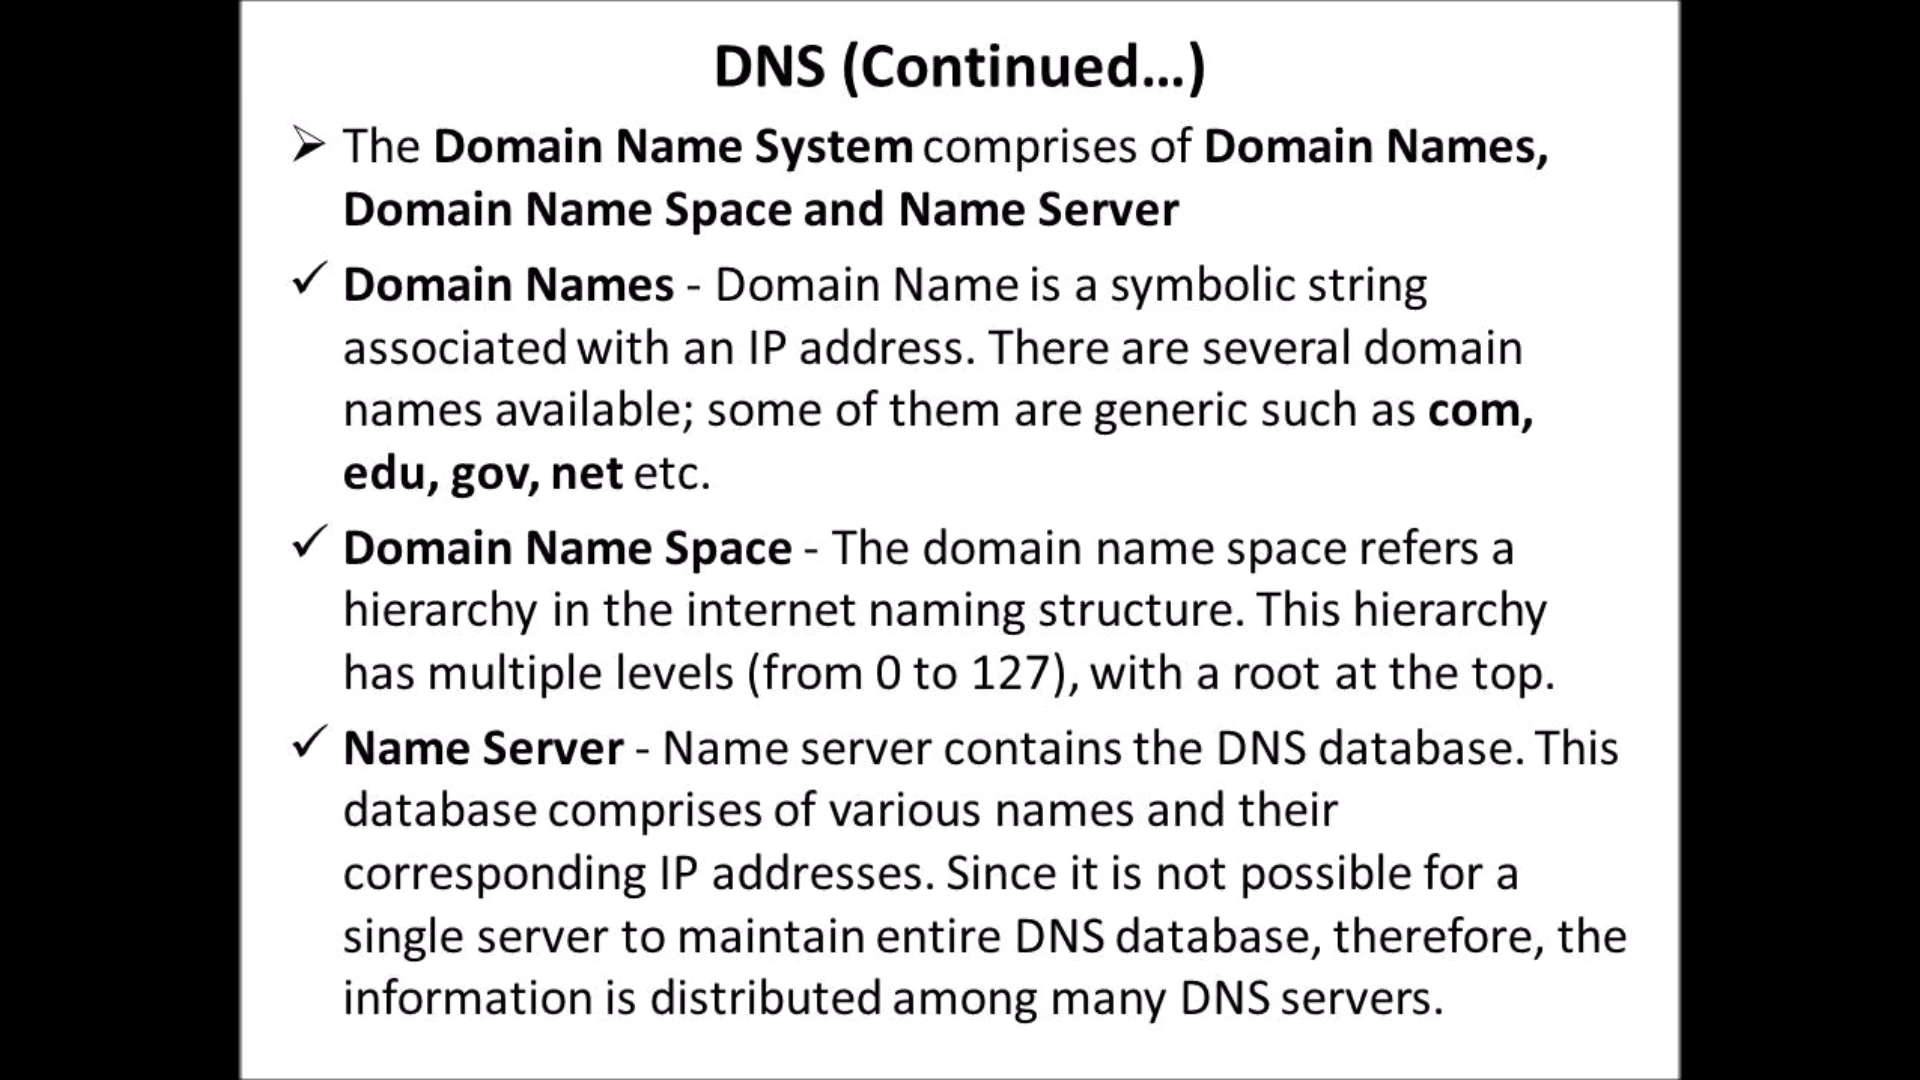 DNS (Continued...)
➢ The Domain Name System comprises of Domain Names,
Domain Name Space and Name Server
✓ Domain Names - Domain Name is a symbolic string
associated with an IP address. There are several domain
names available; some of them are generic such as com,
edu, gov, net etc.
✓ Domain Name Space - The domain name space refers a
hierarchy in the internet naming structure. This hierarchy
has multiple levels (from 0 to 127), with a root at the top.
✓ Name Server - Name server contains the DNS database. This
database comprises of various names and their
corresponding IP addresses. Since it is not possible for a
single server to maintain entire DNS database, therefore, the
information is distributed among many DNS servers.